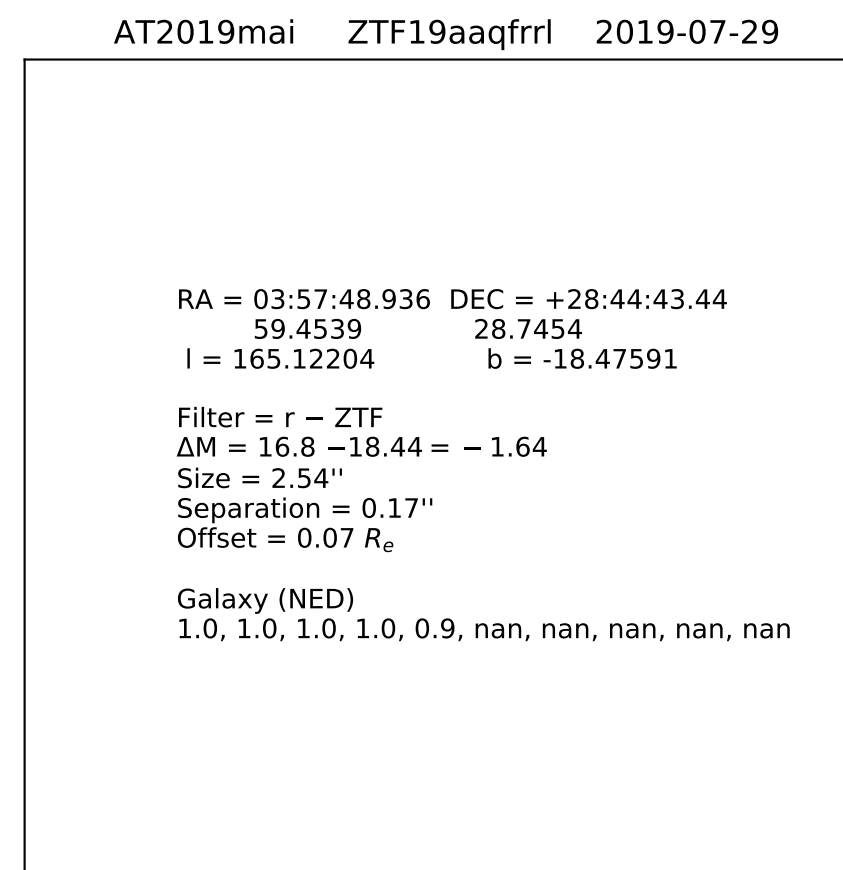 AT2019mai ZTF19aaqfrrl 2019-07-29
RA = 03:57:48.936 DEC = +28:44:43.44
59.4539 28.7454
l = 165.12204 b = -18.47591
Filter = r − ZTF
ΔM = 16.8 −18.44 = − 1.64
Size = 2.54''
Separation = 0.17''
Offset = 0.07 Re
Galaxy (NED)
1.0, 1.0, 1.0, 1.0, 0.9, nan, nan, nan, nan, nan